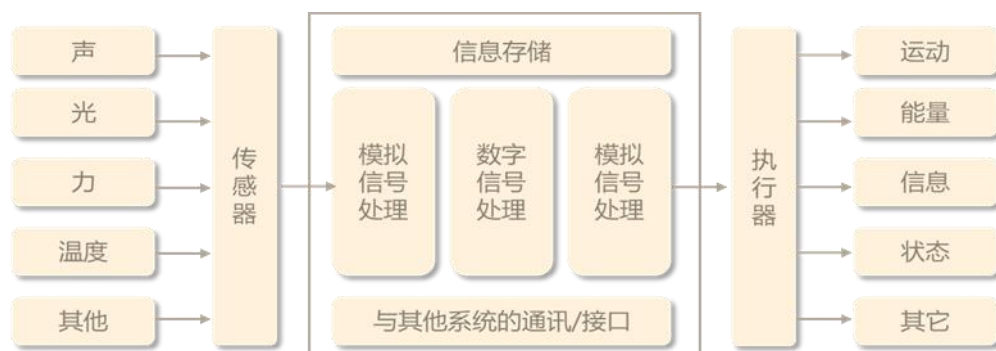 声
光
力
温度
其他
传
感
器
信息存储
模拟
信号
处理
数字
信号
处理
模拟
信号
处理
与其他系统的通讯/接口
执
行
器
运动
能量
信息
状态
其它